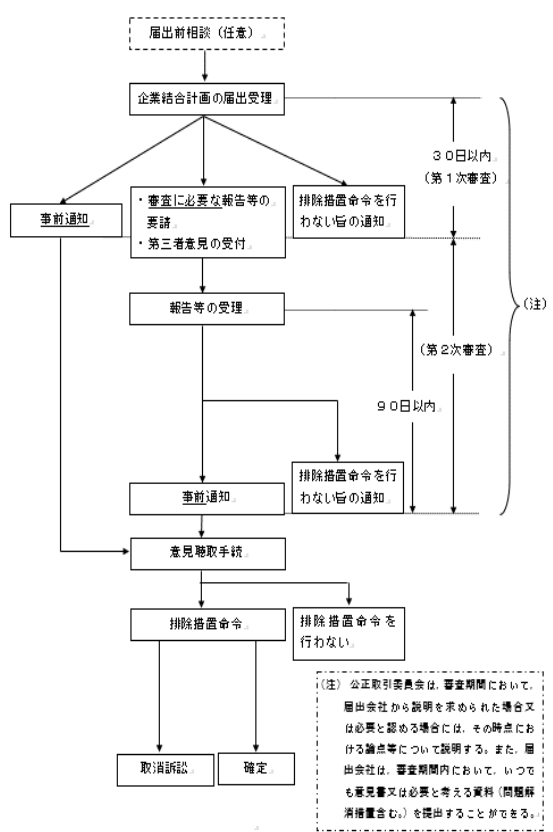 届出前相談（任意）
企業結合計画の届出受理
３０日以内
（第１次審査）
事前通知
・審査に必要な報告等の
要請
・第三者意見の受付
排除措置命令を行
わない旨の通知
報告等の受理
（注）
（第２次審査）
９０日以内
事前通知
排除措置命令を行
わない旨の通知
意見聴取手続
排除措置命令
排除措置命令を
行わない
取消訴訟
確定
（注） 公正取引委員会は，審査期間において，
届出会社から説明を求められた場合又
は必要と認める場合には，その時点にお
ける論点等について説明する。また，届
出会社は，審査期間内において，いつで
も意見書又は必要と考える資料（問題解
消措置含む。）を提出することができる。